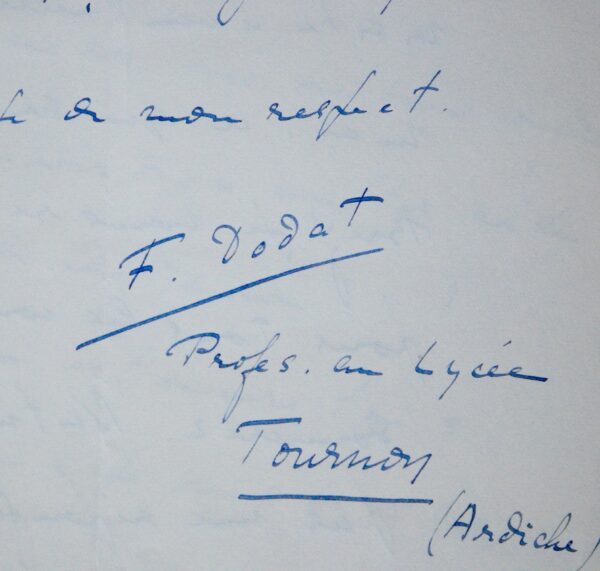 de mon respect.
F. Dodat
Profes. au Lycée
Tournon
(Ardèche)